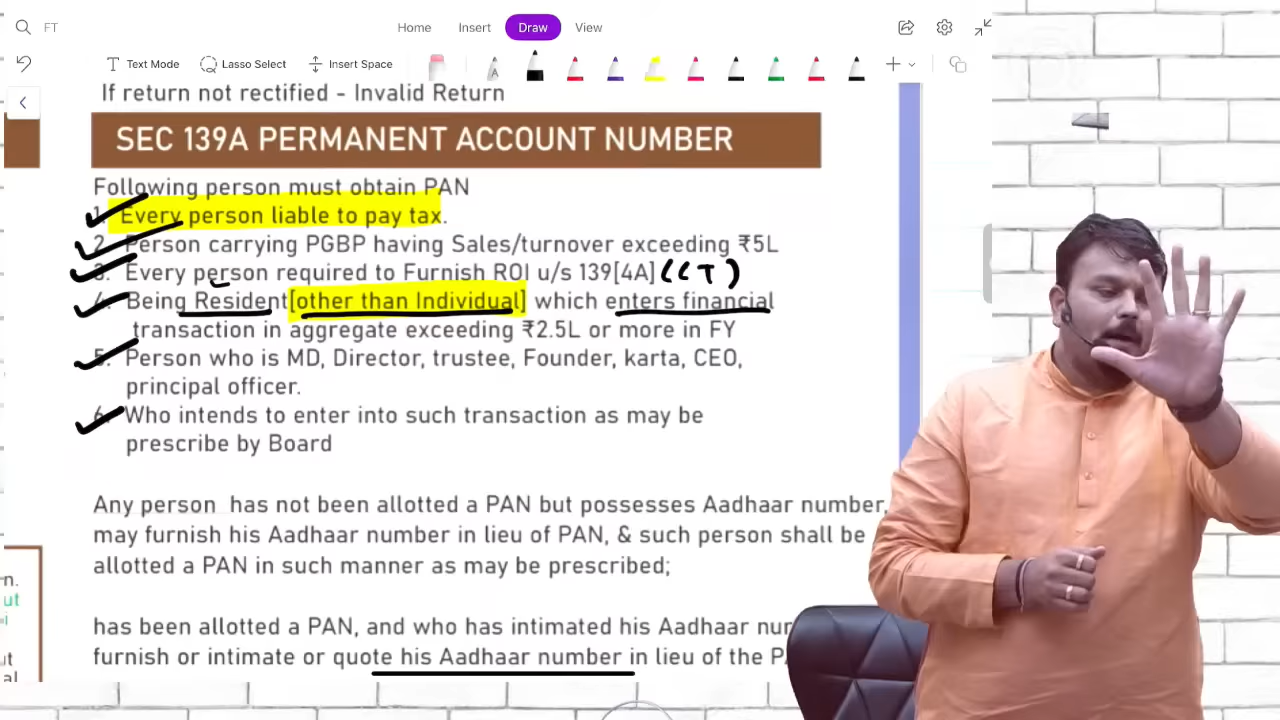 FT
Home Insert Draw View
Text Mode Lasso Select Insert Space
If return not rectified - Invalid Return
SEC 139A PERMANENT ACCOUNT NUMBER
Following person must obtain PAN
1. Every person liable to pay tax.
2. Person carrying PGBP having Sales/turnover exceeding ₹5L
3. Every person required to Furnish ROI u/s 139[4A] ((T)
4. Being Resident[other than Individual] which enters financial
transaction in aggregate exceeding ₹2.5L or more in FY
5. Person who is MD, Director, trustee, Founder, karta, CEO,
principal officer.
6. Who intends to enter into such transaction as may be
prescribe by Board
Any person has not been allotted a PAN but possesses Aadhaar number,
may furnish his Aadhaar number in lieu of PAN, & such person shall be
allotted a PAN in such manner as may be prescribed;
has been allotted a PAN, and who has intimated his Aadhaar
furnish or intimate or quote his Aadhaar number in lieu of the